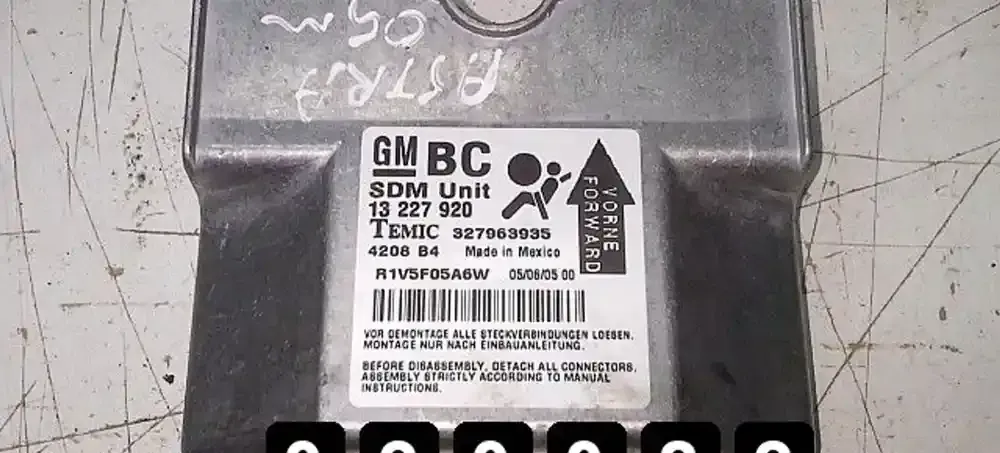 05m
ASTRA
GM BC
SDM Unit
13 227 920
TEMIC 327963935
4208 B4 Made in Mexico
R1V5F05A6W 05/06/05 00
VORNE
FORWARD
VOR DEMONTAGE ALLE STECKVERBINDUNGEN LOESEN.
MONTAGE NUR NACH EINBAUANLEITUNG.
BEFORE DISASSEMBLY, DETACH ALL CONNECTORS.
ASSEMBLY STRICTLY ACCORDING TO MANUAL
INSTRUCTIONS.